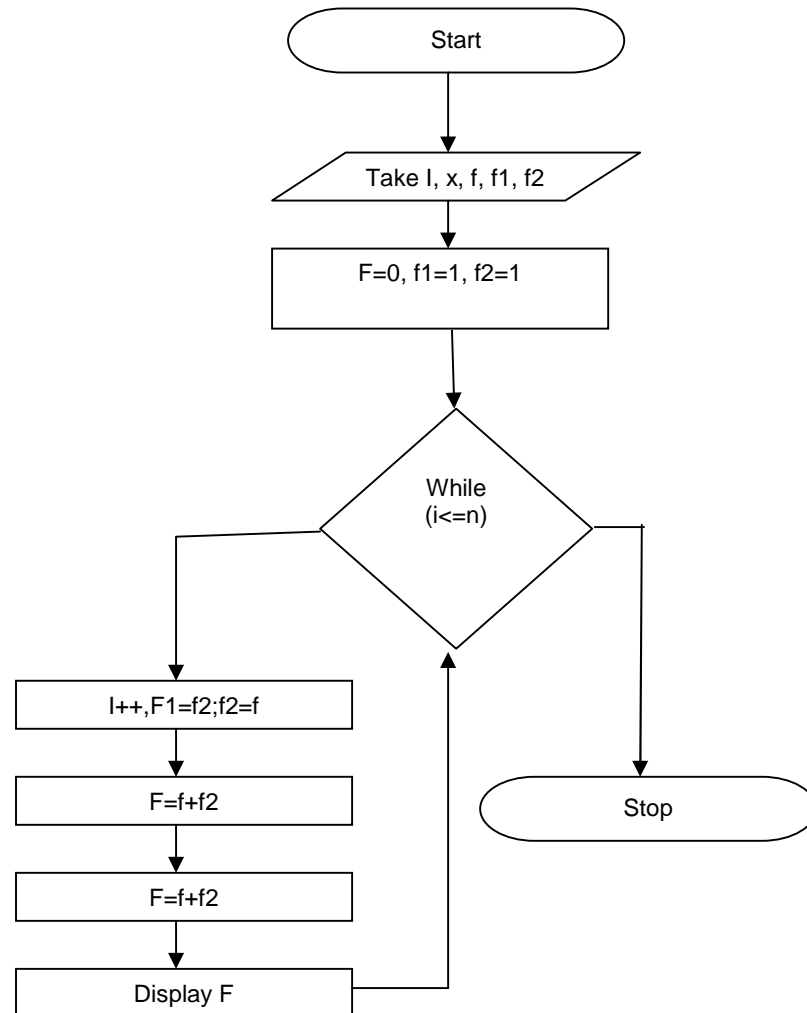 Start
Take I, x, f, f1, f2
F=0, f1=1, f2=1
While
(i<=n)
I++,F1=f2;f2=f
F=f+f2
F=f+f2
Display F
Stop